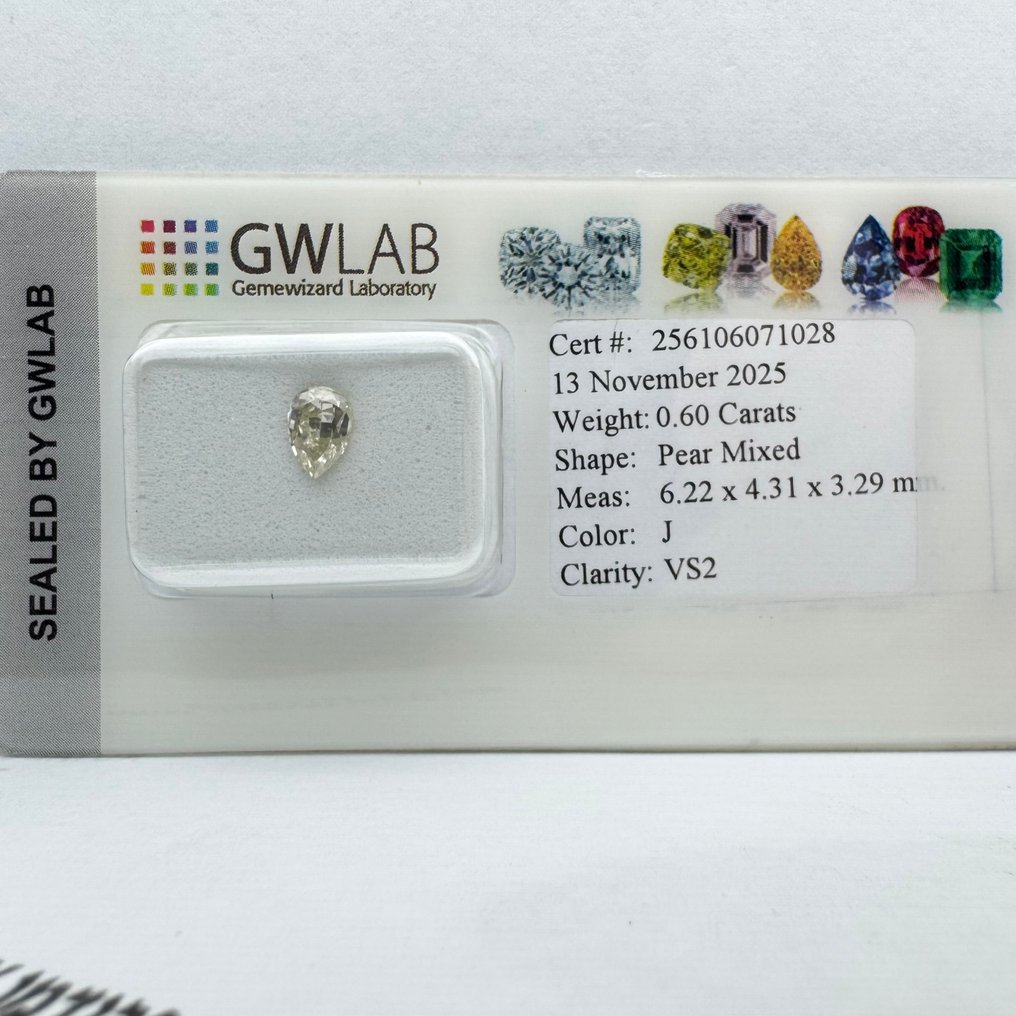 SEALED BY GWLAB
GWLAB
Gemewizard Laboratory
Cert #: 256106071028
13 November 2025
Weight: 0.60 Carats
Shape: Pear Mixed
Meas: 6.22 x 4.31 x 3.29 mm.
Color: J
Clarity: VS2